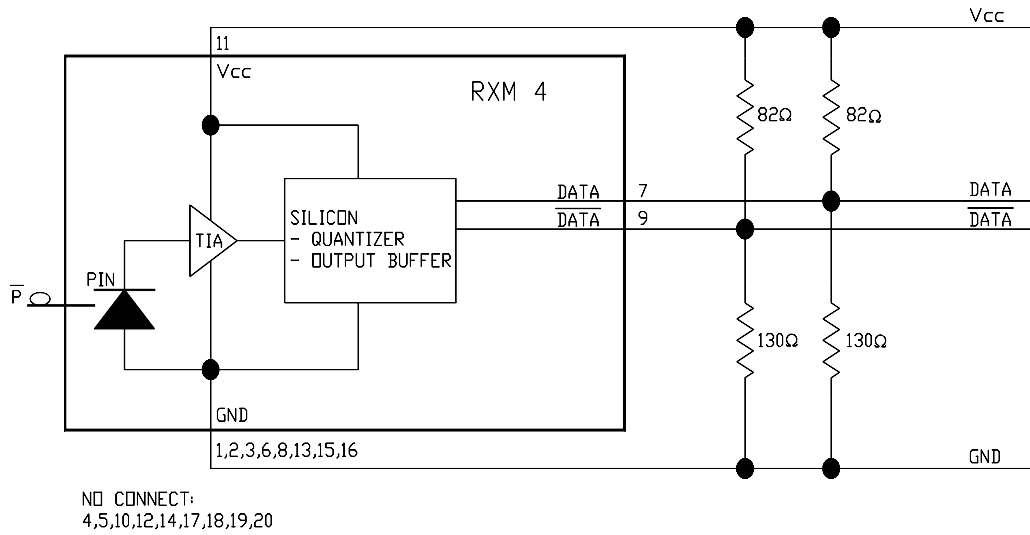 Vcc
11
Vcc
RXM 4
82Ω
82Ω
DATA
7
DATA
D̅A̅T̅A̅
9
D̅A̅T̅A̅
SILICON
- QUANTIZER
- OUTPUT BUFFER
TIA
PIN
P̅
130Ω
130Ω
GND
1,2,3,6,8,13,15,16
GND
NO CONNECT:
4,5,10,12,14,17,18,19,20